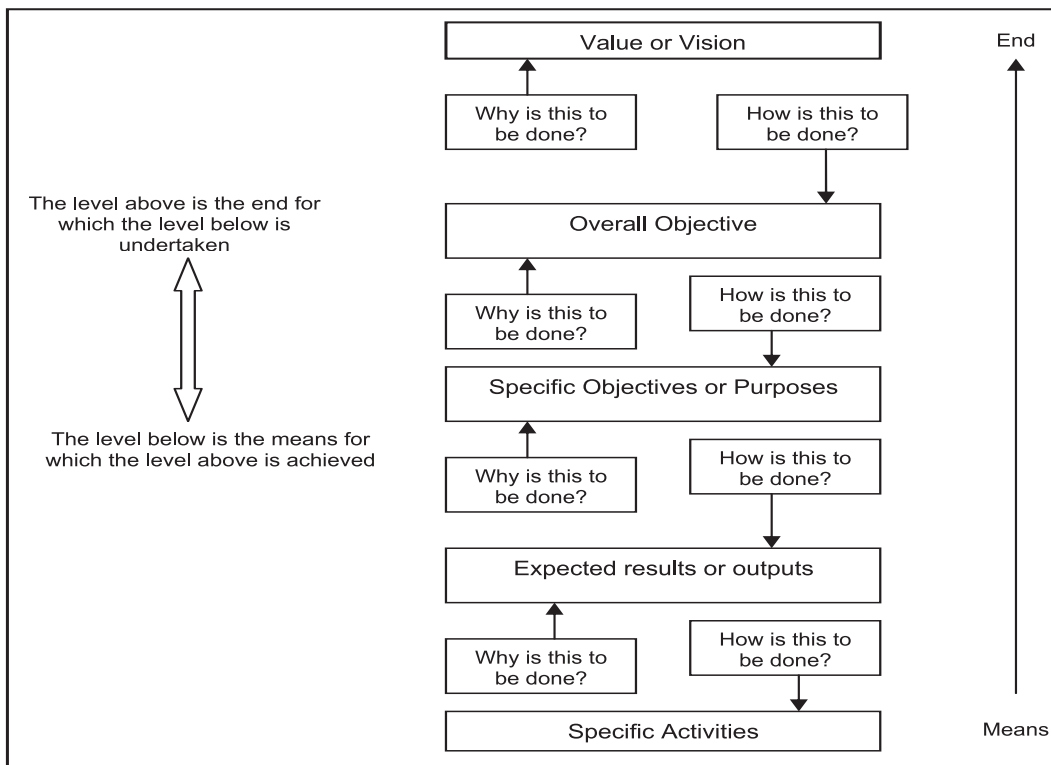 Value or Vision
End
Why is this to
be done?
How is this to
be done?
The level above is the end for
which the level below is
undertaken
Overall Objective
Why is this to
be done?
How is this to
be done?
Specific Objectives or Purposes
The level below is the means for
which the level above is achieved
Why is this to
be done?
How is this to
be done?
Expected results or outputs
Why is this to
be done?
How is this to
be done?
Specific Activities
Means